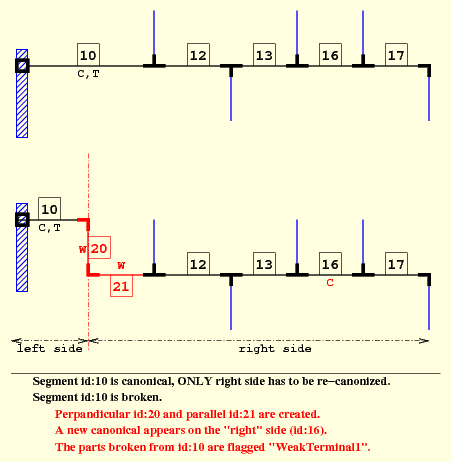 10 12 13 16 17
C,T
10
C,T
W 20
W
21
12 13 16 17
C
left side right side
Segment id:10 is canonical, ONLY right side has to be re-canonized.
Segment id:10 is broken.
Perpandicular id:20 and parallel id:21 are created.
A new canonical appears on the "right" side (id:16).
The parts broken from id:10 are flagged "WeakTerminal1".